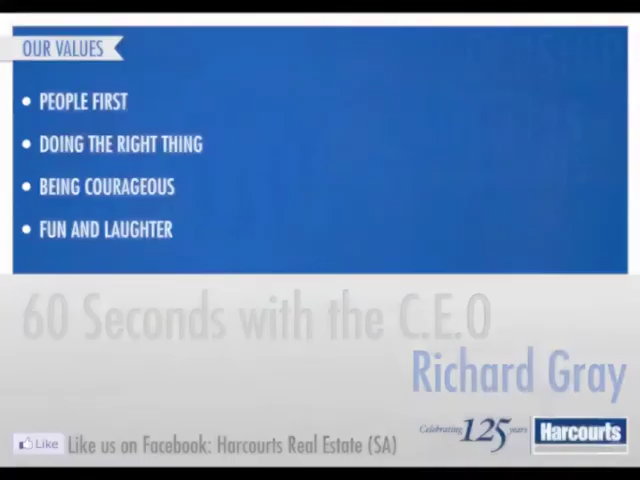 OUR VALUES
• PEOPLE FIRST
• DOING THE RIGHT THING
• BEING COURAGEOUS
• FUN AND LAUGHTER
60 Seconds with the C.E.O
Richard Gray
Celebrating 125 years
Harcourts
Like
Like us on Facebook: Harcourts Real Estate (SA)